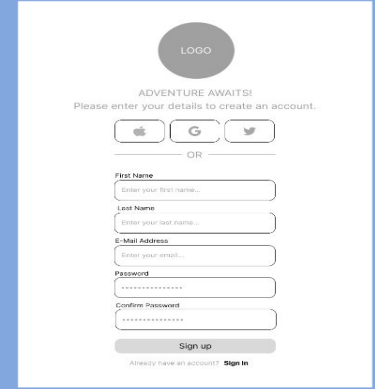 LOGO
ADVENTURE AWAITS!
Please enter your details to create an account.
OR
First Name
Enter your first name...
Last Name
Enter your last name...
E-Mail Address
Enter your email...
Password
---------------
Confirm Password
---------------
Sign up
Already have an account? Sign In